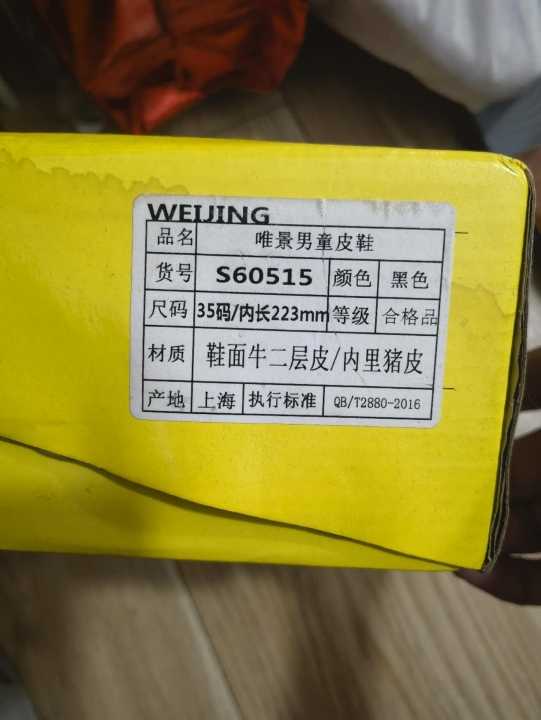 WEIJING
品名 唯景男童皮鞋
货号 S60515 颜色 黑色
尺码 35码/内长223mm 等级 合格品
材质 鞋面牛二层皮/内里猪皮
产地 上海 执行标准 QB/T2880-2016